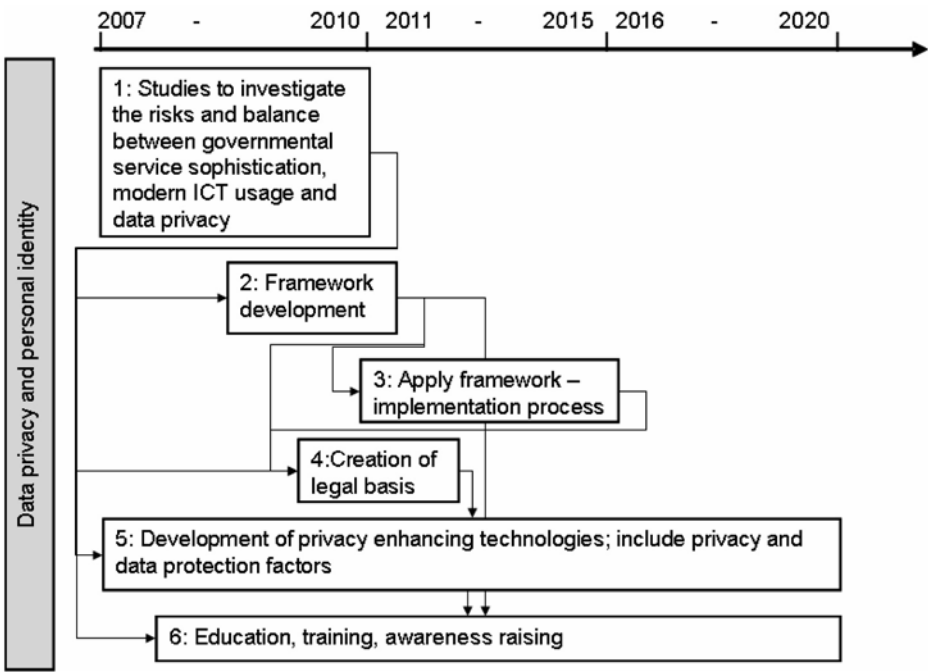 2007 - 2010 2011 - 2015 2016 - 2020
Data privacy and personal identity
1: Studies to investigate
the risks and balance
between governmental
service sophistication,
modern ICT usage and
data privacy
2: Framework
development
3: Apply framework –
implementation process
4:Creation of
legal basis
5: Development of privacy enhancing technologies; include privacy and
data protection factors
6: Education, training, awareness raising